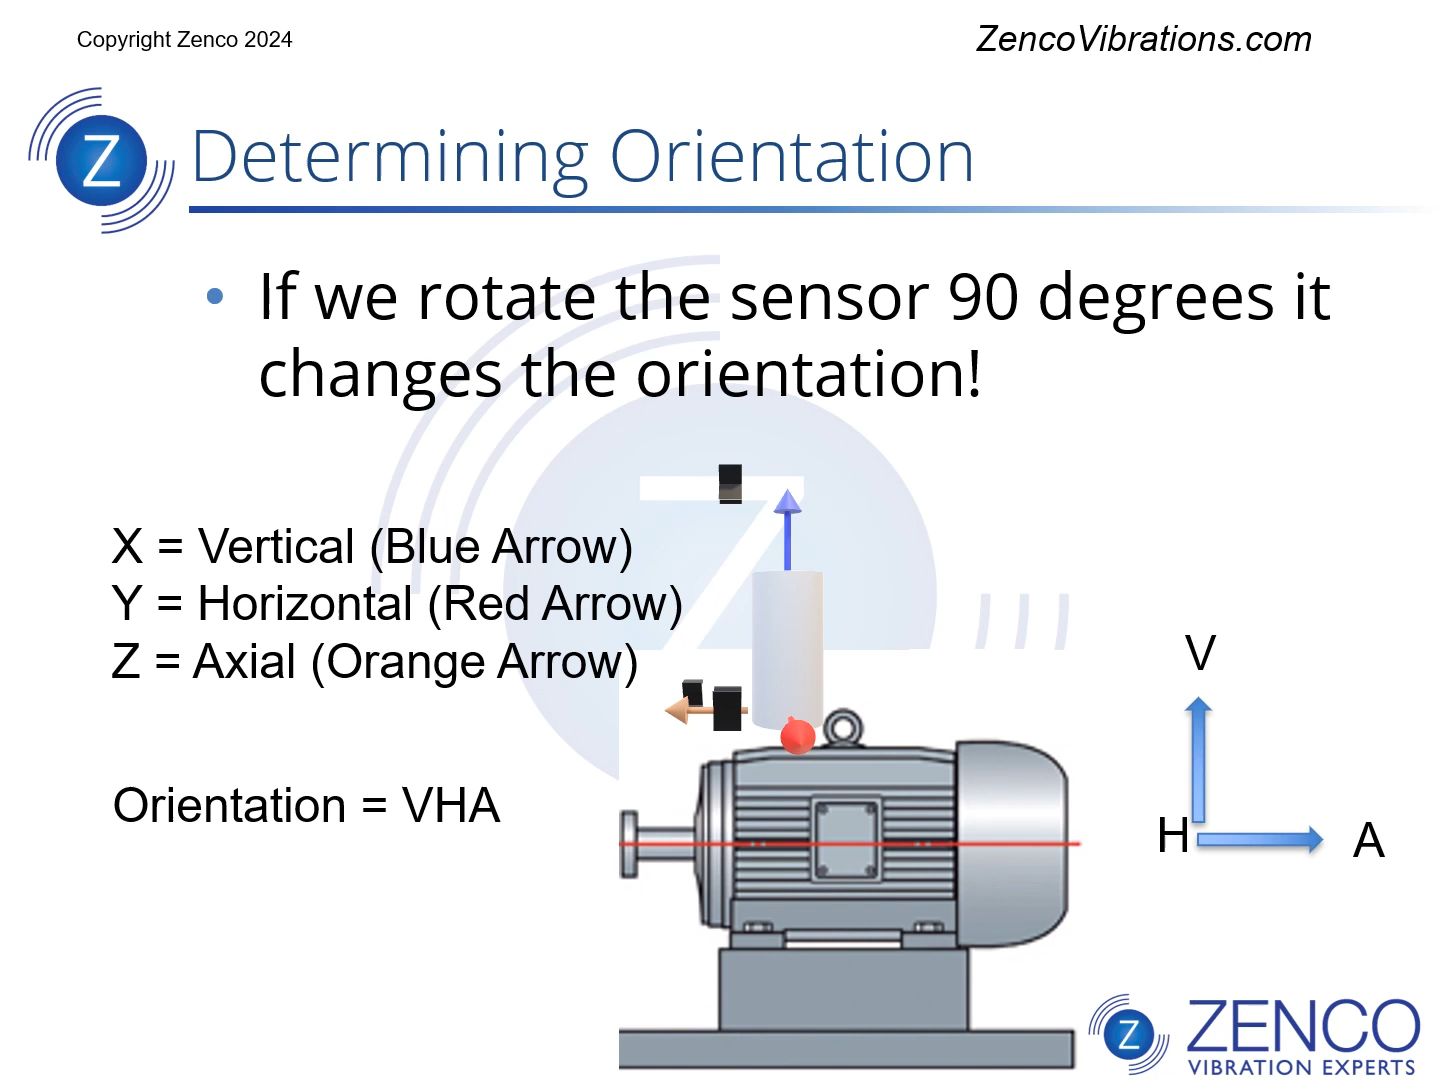 Copyright Zenco 2024
ZencoVibrations.com
Z
Determining Orientation
• If we rotate the sensor 90 degrees it
changes the orientation!
X = Vertical (Blue Arrow)
Y = Horizontal (Red Arrow)
Z = Axial (Orange Arrow)
Orientation = VHA
V
H
A
Z
ZENCO
VIBRATION EXPERTS